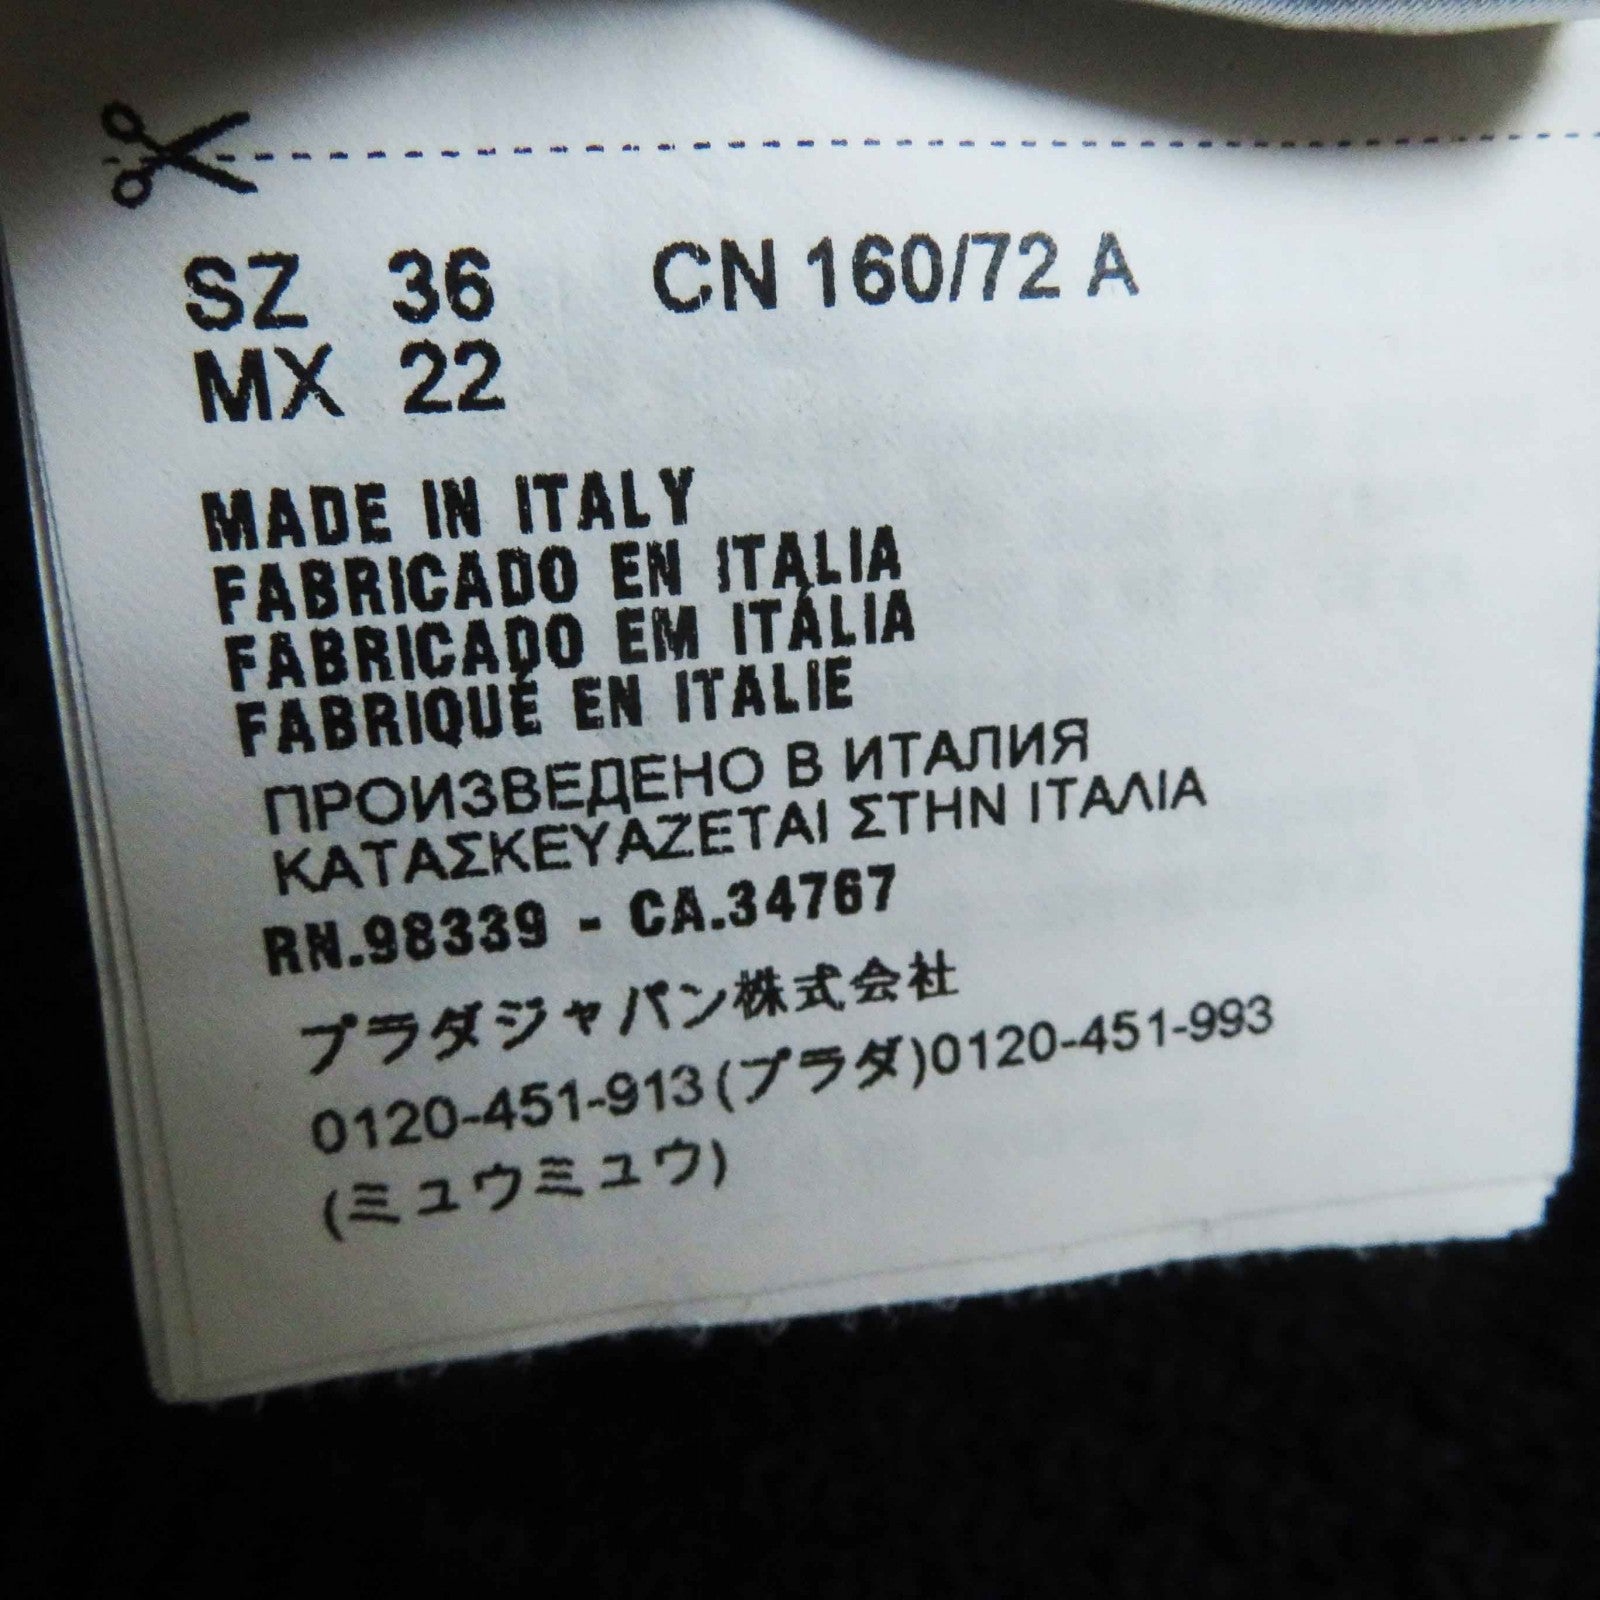 SZ 36 CN 160/72 A
MX 22
MADE IN ITALY
FABRICADO EN ITALIA
FABRICADO EM ITÁLIA
FABRIQUÉ EN ITALIE
ПРОИЗВЕДЕНО В ИТАЛИЯ
ΚΑΤΑΣΚΕΥΑΖΕΤΑΙ ΣΤΗΝ ΙΤΑΛΙΑ
RN.98339 - CA.34767
プラダジャパン株式会社
0120-451-913(プラダ)0120-451-993
(ミュウミュウ)